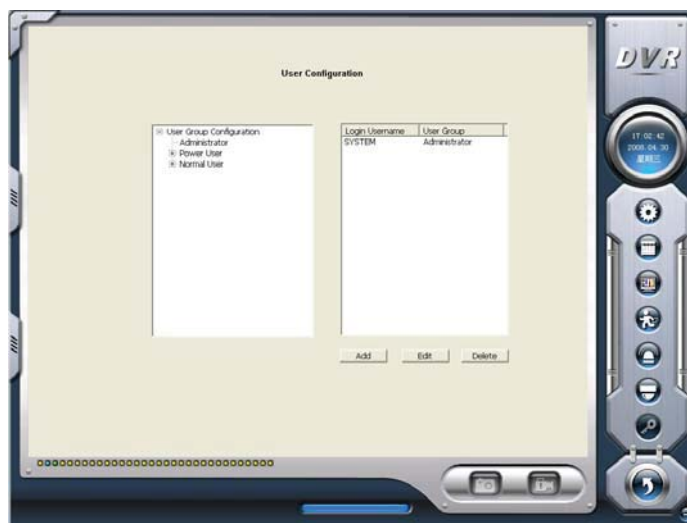 User Configuration
User Group Configuration
Administrator
Power User
Normal User
Login Username User Group
SYSTEM Administrator
Add Edit Delete
DVR
17:02:42
2008.04.30
星期三